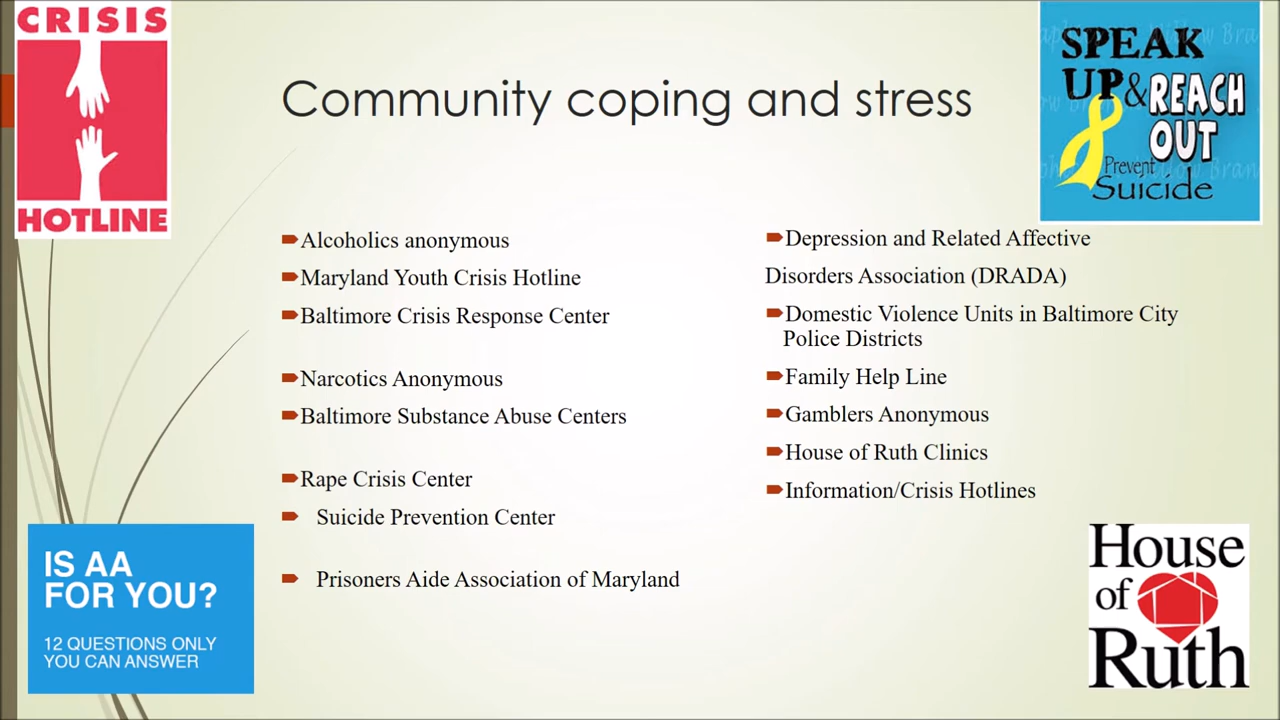 CRISIS
HOTLINE
Community coping and stress
SPEAK
UP & REACH
OUT
Prevent
Suicide
Alcoholics anonymous
Maryland Youth Crisis Hotline
Baltimore Crisis Response Center
Narcotics Anonymous
Baltimore Substance Abuse Centers
Rape Crisis Center
Suicide Prevention Center
Prisoners Aide Association of Maryland
Depression and Related Affective
Disorders Association (DRADA)
Domestic Violence Units in Baltimore City
Police Districts
Family Help Line
Gamblers Anonymous
House of Ruth Clinics
Information/Crisis Hotlines
IS AA
FOR YOU?
12 QUESTIONS ONLY
YOU CAN ANSWER
House
of
Ruth